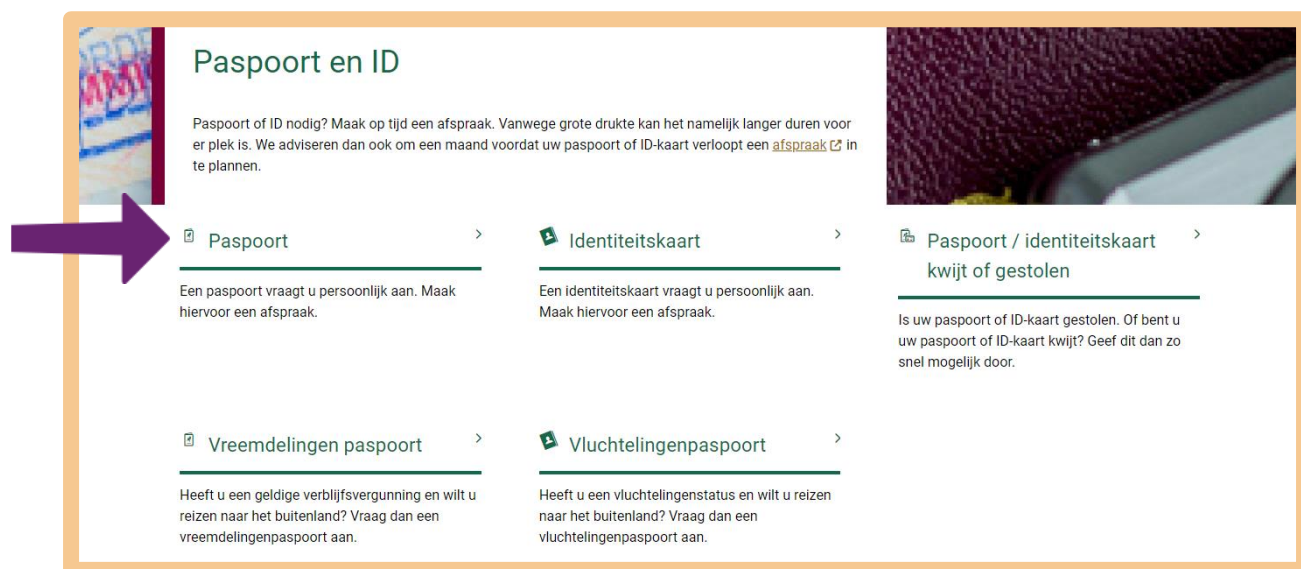 Paspoort en ID
Paspoort of ID nodig? Maak op tijd een afspraak. Vanwege grote drukte kan het namelijk langer duren voor
er plek is. We adviseren dan ook om een maand voordat uw paspoort of ID-kaart verloopt een afspraak in
te plannen.
Paspoort
Een paspoort vraagt u persoonlijk aan. Maak
hiervoor een afspraak.
Identiteitskaart
Een identiteitskaart vraagt u persoonlijk aan.
Maak hiervoor een afspraak.
Paspoort / identiteitskaart
kwijt of gestolen
Is uw paspoort of ID-kaart gestolen. Of bent u
uw paspoort of ID-kaart kwijt? Geef dit dan zo
snel mogelijk door.
Vreemdelingen paspoort
Heeft u een geldige verblijfsvergunning en wilt u
reizen naar het buitenland? Vraag dan een
vreemdelingenpaspoort aan.
Vluchtelingenpaspoort
Heeft u een vluchtelingenstatus en wilt u reizen
naar het buitenland? Vraag dan een
vluchtelingenpaspoort aan.